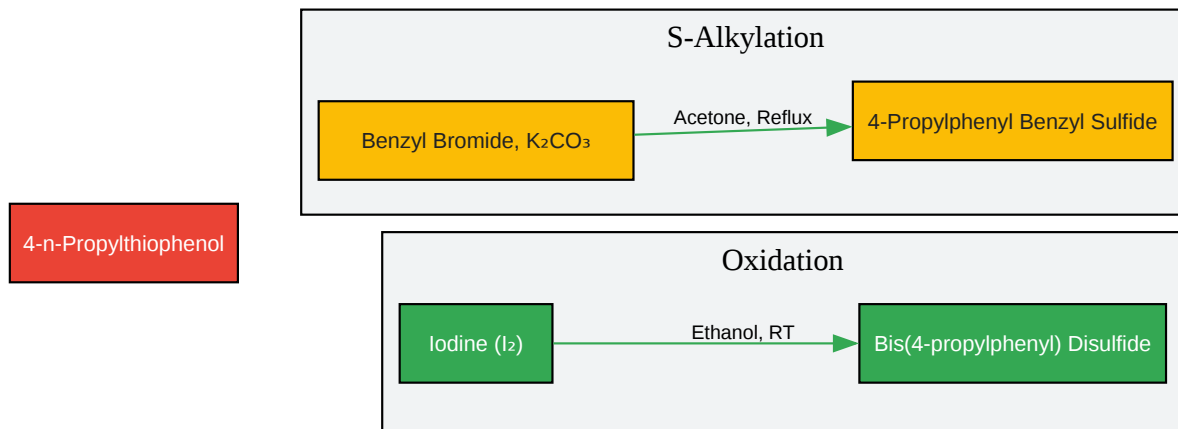 S-Alkylation
Benzyl Bromide, K₂CO₃
Acetone, Reflux
4-Propylphenyl Benzyl Sulfide
4-n-Propylthiophenol
Oxidation
Iodine (I₂)
Ethanol, RT
Bis(4-propylphenyl) Disulfide